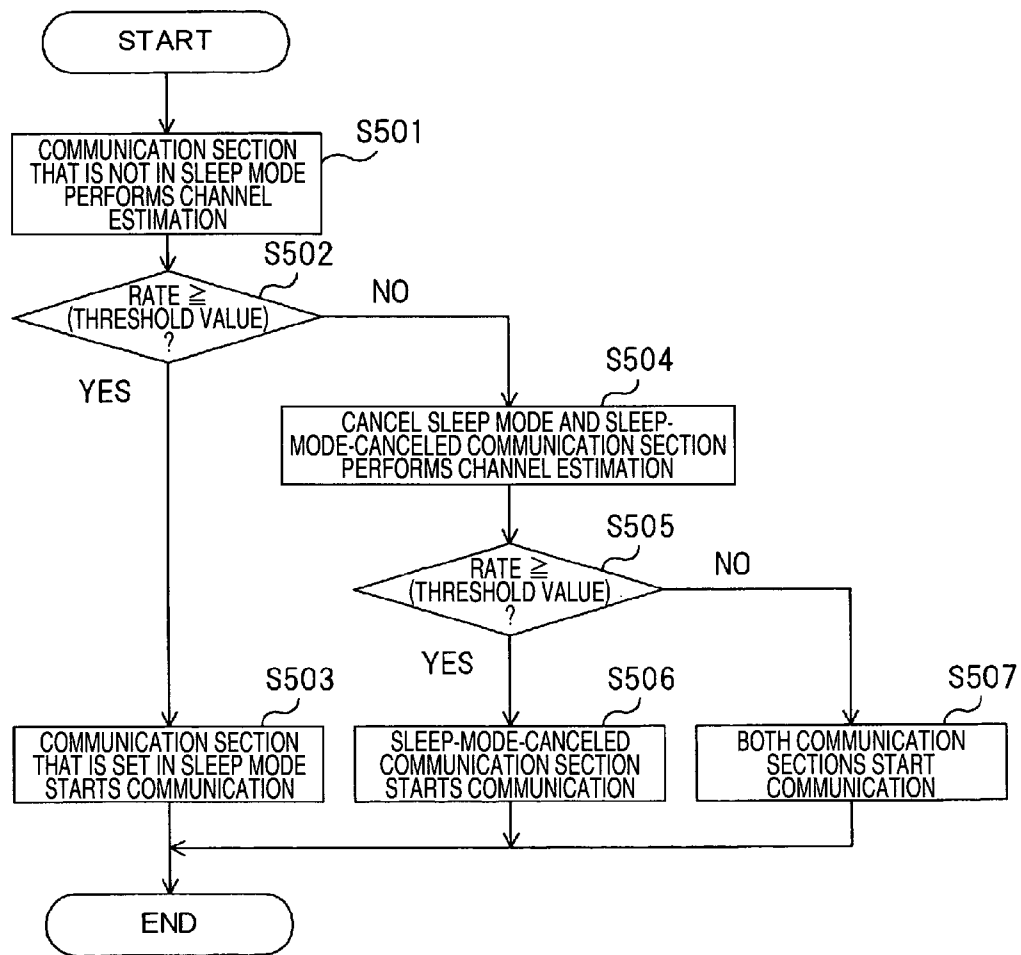 START
S501
COMMUNICATION SECTION
THAT IS NOT IN SLEEP MODE
PERFORMS CHANNEL
ESTIMATION
S502
RATE ≧
(THRESHOLD VALUE)
?
NO
YES
S504
CANCEL SLEEP MODE AND SLEEP-
MODE-CANCELED COMMUNICATION SECTION
PERFORMS CHANNEL ESTIMATION
S505
RATE ≧
(THRESHOLD VALUE)
?
NO
YES
S503
COMMUNICATION SECTION
THAT IS SET IN SLEEP MODE
STARTS COMMUNICATION
S506
SLEEP-MODE-CANCELED
COMMUNICATION SECTION
STARTS COMMUNICATION
S507
BOTH COMMUNICATION
SECTIONS START
COMMUNICATION
END